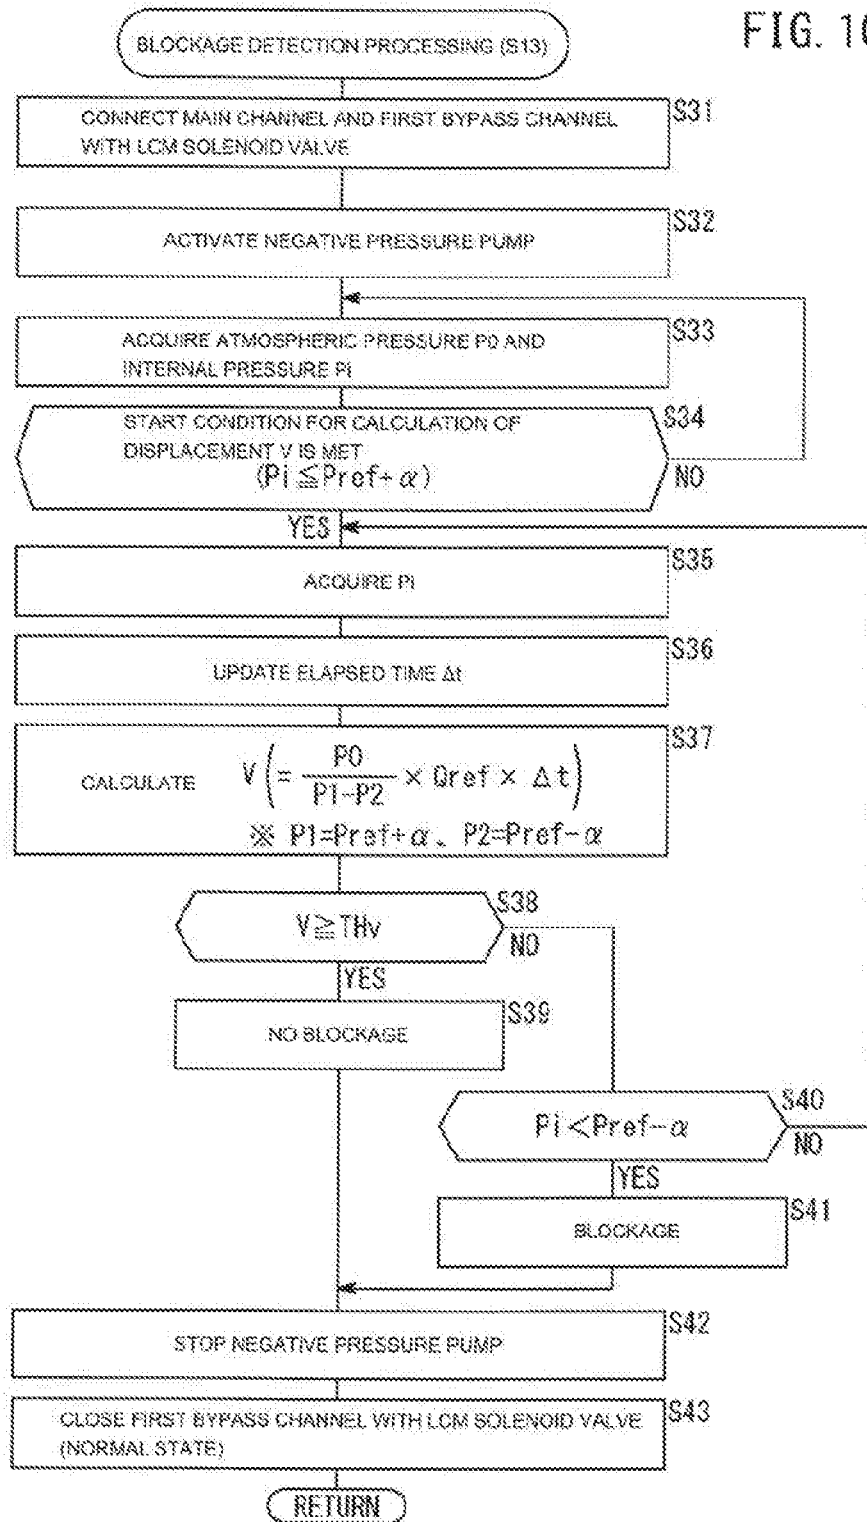 FIG. 10
BLOCKAGE DETECTION PROCESSING (S13)
S31
CONNECT MAIN CHANNEL AND FIRST BYPASS CHANNEL
WITH LCM SOLENOID VALVE
S32
ACTIVATE NEGATIVE PRESSURE PUMP
S33
ACQUIRE ATMOSPHERIC PRESSURE P0 AND
INTERNAL PRESSURE Pi
S34
START CONDITION FOR CALCULATION OF
DISPLACEMENT V IS MET
(Pi≦Pref+α)
NO
YES
S35
ACQUIRE Pi
S36
UPDATE ELAPSED TIME Δt
S37
CALCULATE V(= P0/P1-P2 × Qref × Δt)
※ P1=Pref+α、P2=Pref-α
S38
V≧THv
NO
YES
S39
NO BLOCKAGE
S40
Pi<Pref-α
NO
YES
S41
BLOCKAGE
S42
STOP NEGATIVE PRESSURE PUMP
S43
CLOSE FIRST BYPASS CHANNEL WITH LCM SOLENOID VALVE
(NORMAL STATE)
RETURN